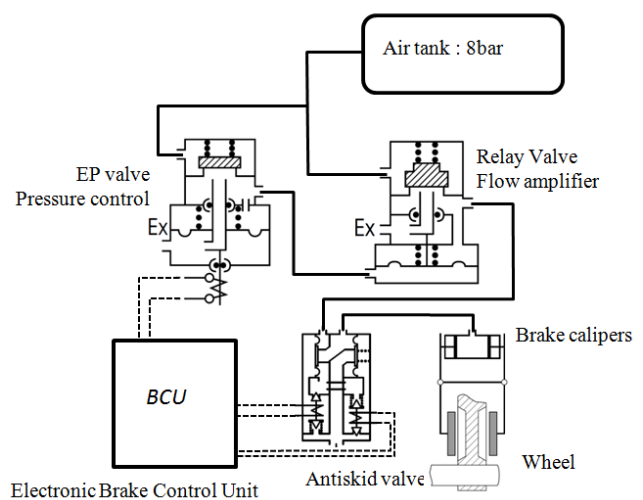 Air tank : 8bar
EP valve
Pressure control
Relay Valve
Flow amplifier
Ex
Ex
BCU
Brake calipers
Wheel
Antiskid valve
Electronic Brake Control Unit